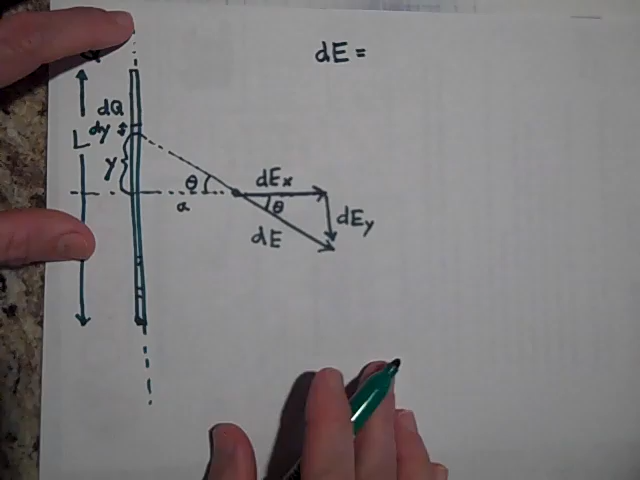 dE =
dQ
dy
L
y
θ
a
dEx
θ
dEy
dE